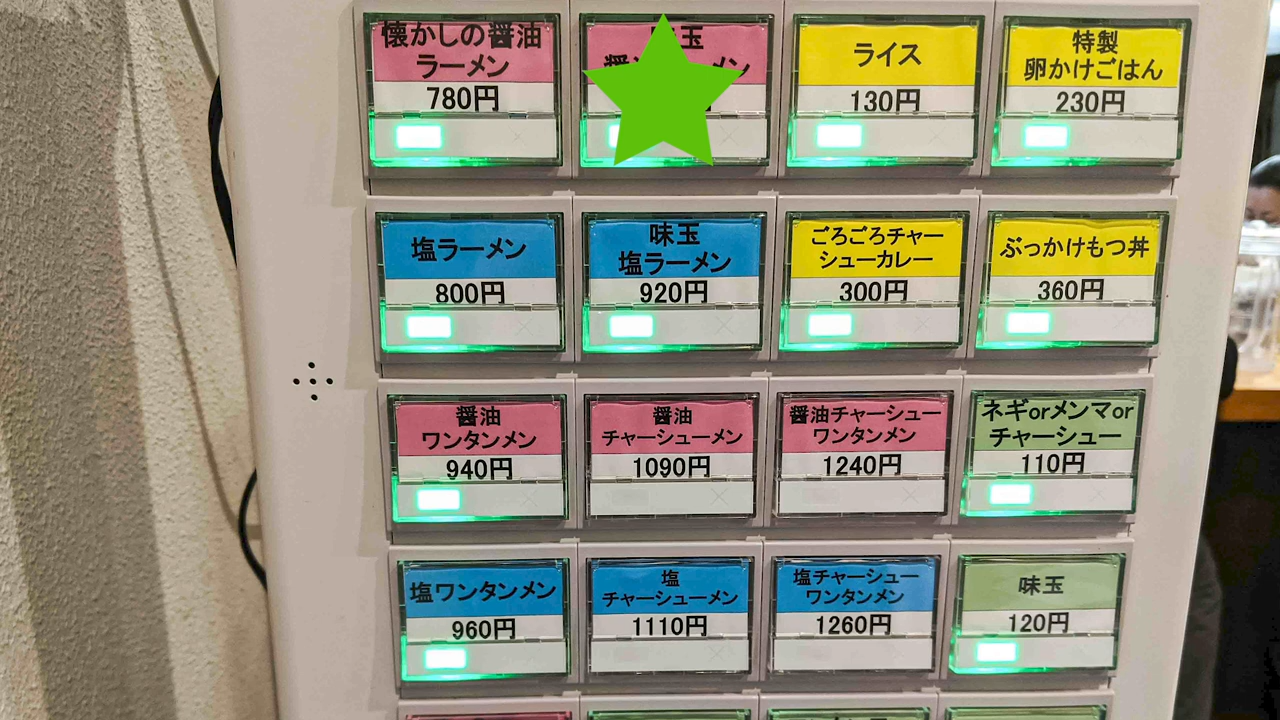 懐かしの醤油
ラーメン
780円
玉
メン
ライス
130円
特製
卵かけごはん
230円
塩ラーメン
800円
味玉
塩ラーメン
920円
ごろごろチャー
シューカレー
300円
ぶっかけもつ丼
360円
醤油
ワンタンメン
940円
醤油
チャーシューメン
1090円
醤油チャーシュー
ワンタンメン
1240円
ネギorメンマor
チャーシュー
110円
塩ワンタンメン
960円
塩
チャーシューメン
1110円
塩チャーシュー
ワンタンメン
1260円
味玉
120円